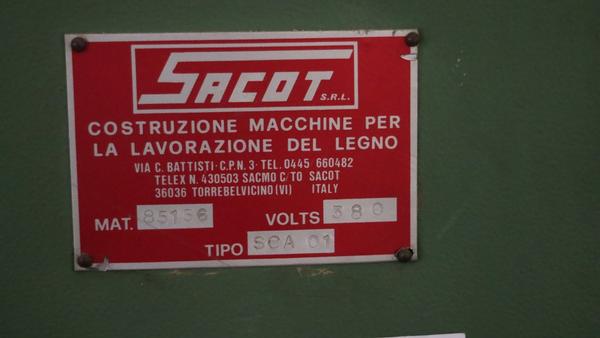 SACOT S.R.L.
COSTRUZIONE MACCHINE PER
LA LAVORAZIONE DEL LEGNO
VIA C. BATTISTI - C.P.N. 3 - TEL. 0445 660482
TELEX N. 430503 SACMO C/TO SACOT
36036 TORREBELVICINO (VI) ITALY
MAT. 85136 VOLTS 380
TIPO SCA 01